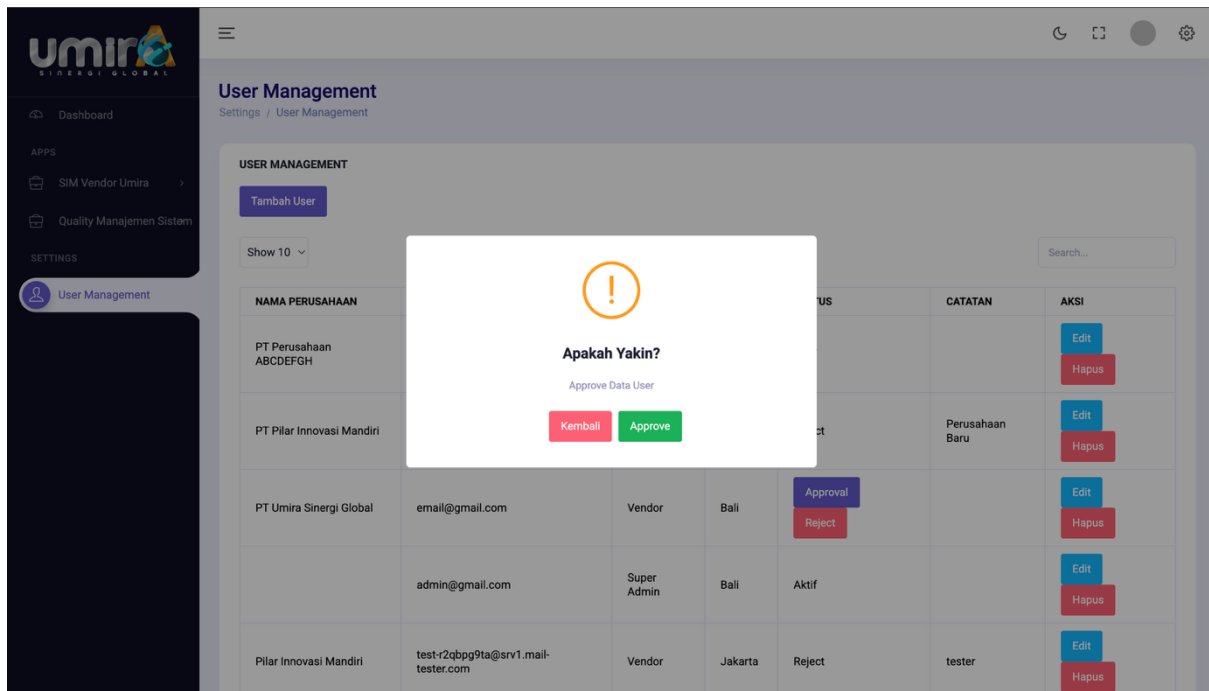 umira
SINERGI GLOBAL
Dashboard
APPS
SIM Vendor Umira
Quality Manajemen Sistem
SETTINGS
User Management
User Management
Settings / User Management
USER MANAGEMENT
Tambah User
Show 10
Search...
NAMA PERUSAHAAN
CATATAN
AKSI
PT Perusahaan
ABCDEFGH
Edit
Hapus
Apakah Yakin?
Approve Data User
Kembali
Approve
PT Pilar Innovasi Mandiri
Perusahaan
Baru
Edit
Hapus
PT Umira Sinergi Global
email@gmail.com
Vendor
Bali
Approval
Reject
Edit
Hapus
admin@gmail.com
Super
Admin
Bali
Aktif
Edit
Hapus
Pilar Innovasi Mandiri
test-r2qbpg9ta@srv1.mail-
tester.com
Vendor
Jakarta
Reject
tester
Edit
Hapus